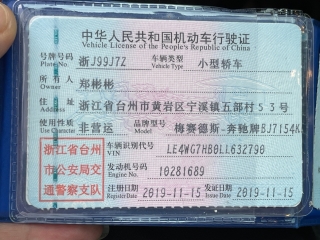 中华人民共和国机动车行驶证
Vehicle License of the People's Republic of China
号牌号码 浙J99J7Z 车辆类型 小型轿车
Plate No. Vehicle Type
所有人 郑彬彬
Owner
住址 浙江省台州市黄岩区宁溪镇五部村53号
Address
使用性质 非营运 品牌型号 梅赛德斯-奔驰牌BJ7154
Use Character
浙江省台州 车辆识别代号 LE4WG7HB0LL632790
VIN
市公安局交 发动机号码 10281689
Engine No.
通警察支队 注册日期 2019-11-15 发证日期 2019-11-15
Register Date Issue Date